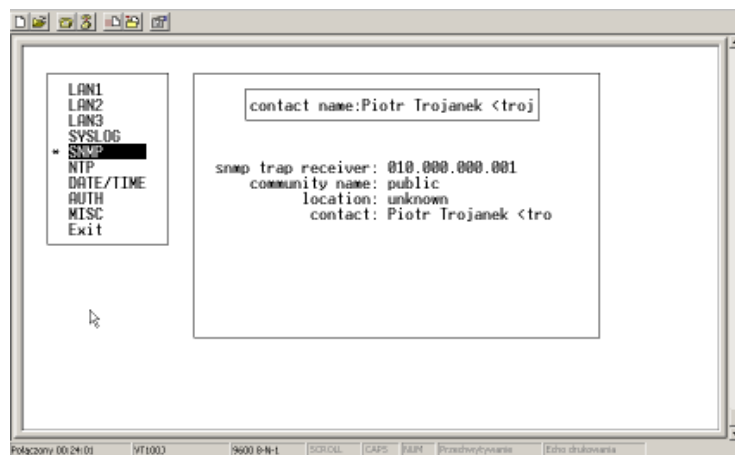 LAN1
LAN2
LAN3
SYSLOG
* SNMP
NTP
DATE/TIME
AUTH
MISC
Exit
contact name:Piotr Trojanek <troj
snmp trap receiver: 010.000.000.001
community name: public
location: unknown
contact: Piotr Trojanek <tro
Połączony 00:24:01 VT100J 9600 8-N-1 SCROLL CAPS NUM Przechwytywanie Echo drukowania